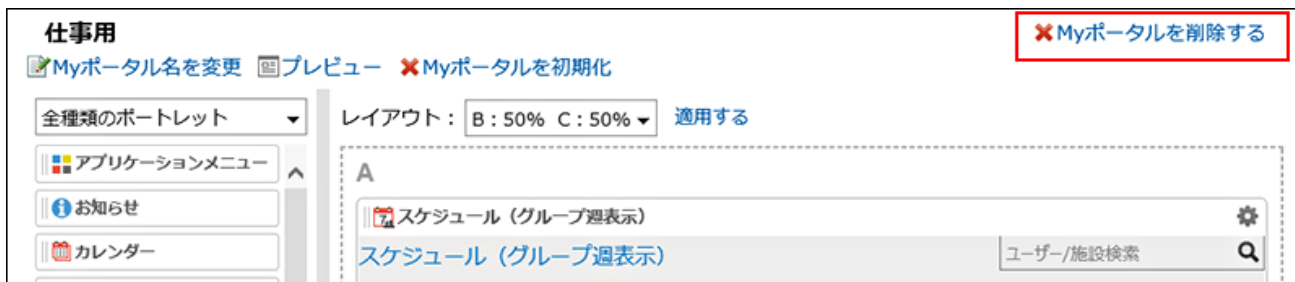 仕事用
Myポータルを削除する
Myポータル名を変更 プレビュー Myポータルを初期化
全種類のポートレット
レイアウト： B：50% C：50% 適用する
アプリケーションメニュー
A
お知らせ
スケジュール（グループ週表示）
カレンダー
スケジュール（グループ週表示）
ユーザー/施設検索